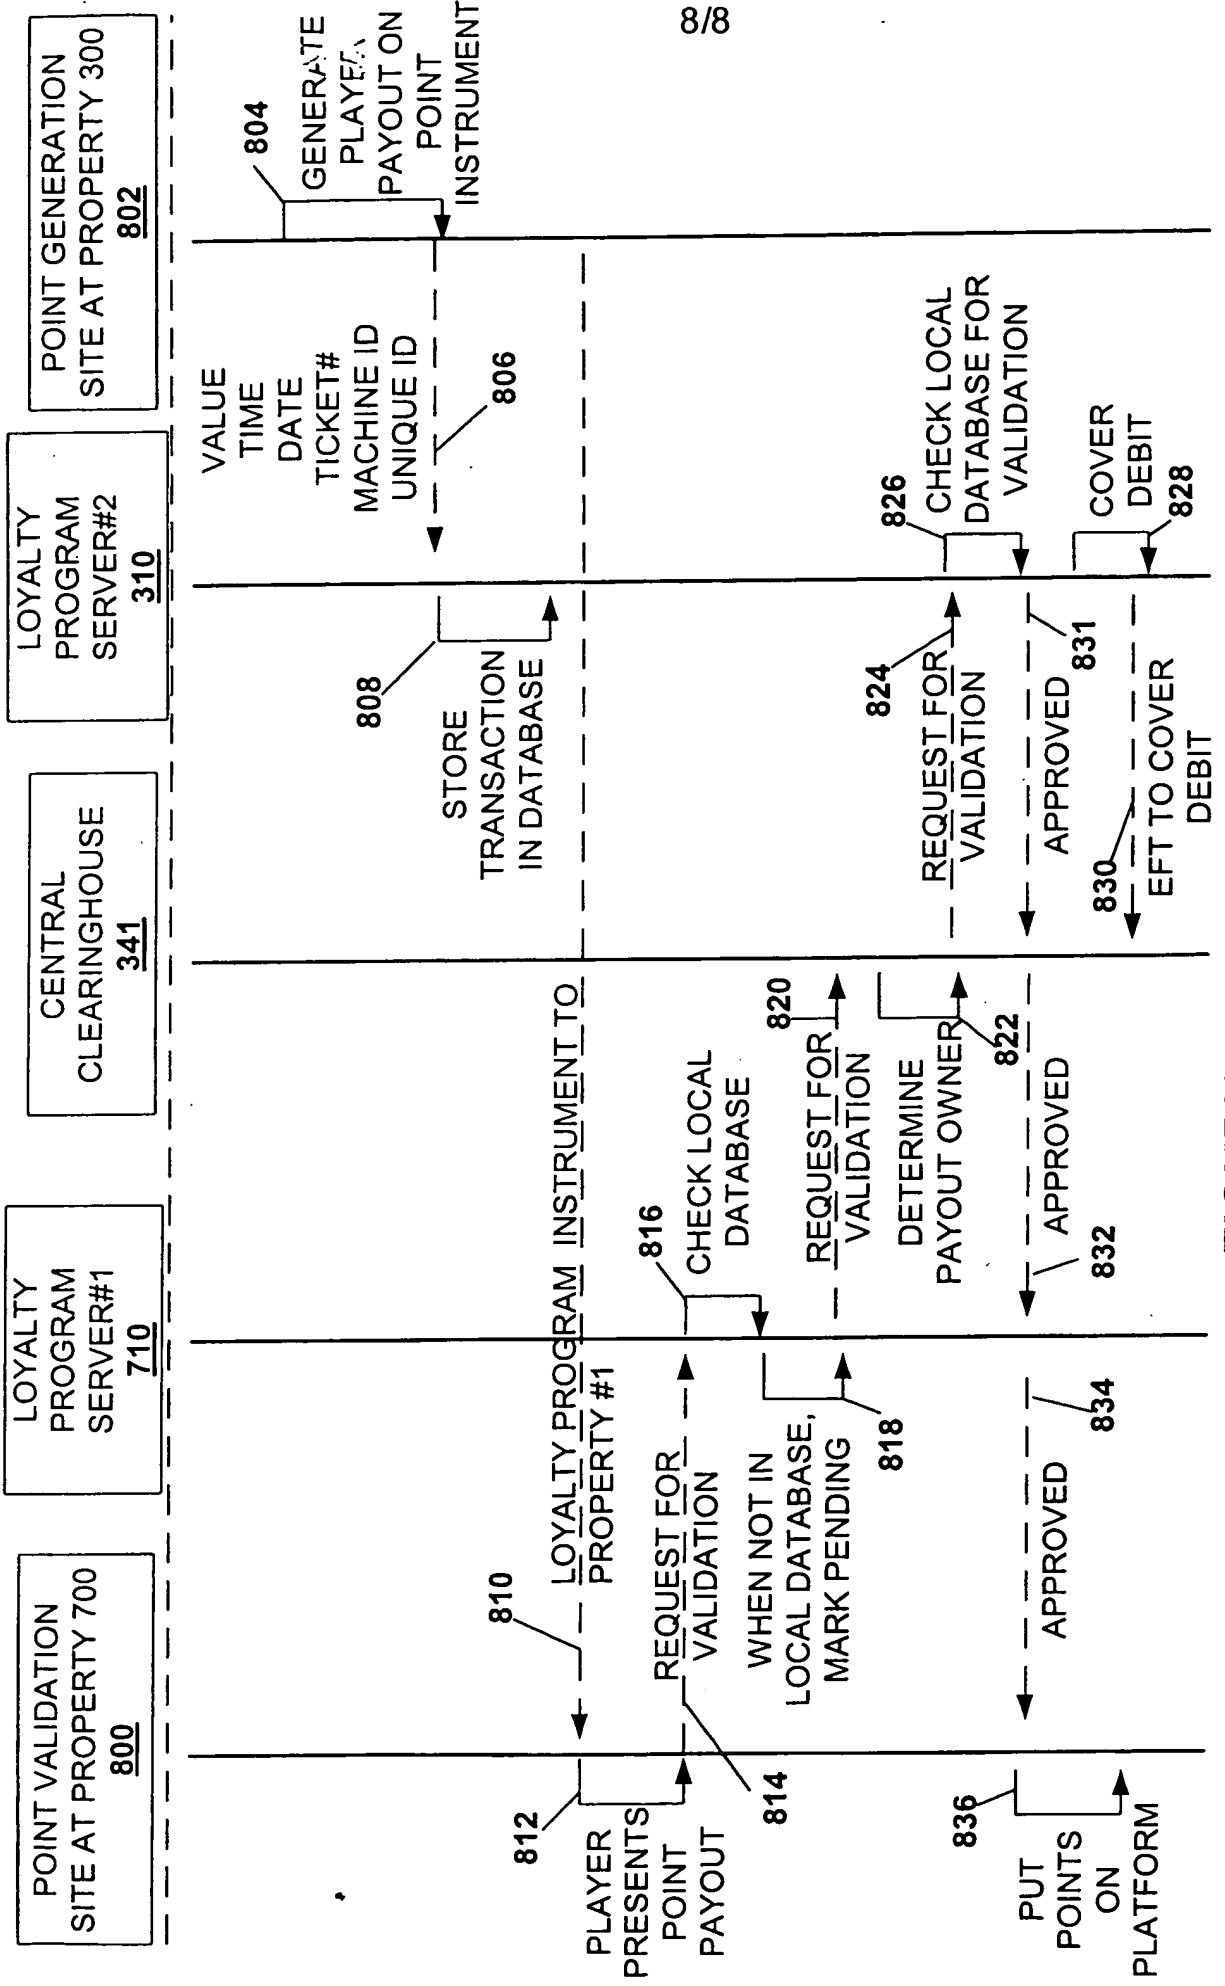 8/8
POINT VALIDATION
SITE AT PROPERTY 700
800
LOYALTY
PROGRAM
SERVER#1
710
CENTRAL
CLEARINGHOUSE
341
LOYALTY
PROGRAM
SERVER#2
310
POINT GENERATION
SITE AT PROPERTY 300
802
804
GENERATE
PLAYER
PAYOUT ON
POINT
INSTRUMENT
VALUE
TIME
DATE
TICKET#
MACHINE ID
UNIQUE ID
806
808
STORE
TRANSACTION
IN DATABASE
810
LOYALTY PROGRAM INSTRUMENT TO
PROPERTY #1
812
PLAYER
PRESENTS
POINT
PAYOUT
814
REQUEST FOR
VALIDATION
816
CHECK LOCAL
DATABASE
818
WHEN NOT IN
LOCAL DATABASE,
MARK PENDING
820
REQUEST FOR
VALIDATION
822
DETERMINE
PAYOUT OWNER
824
REQUEST FOR
VALIDATION
826
CHECK LOCAL
DATABASE FOR
VALIDATION
828
COVER
DEBIT
831
APPROVED
830
EFT TO COVER
DEBIT
832
APPROVED
834
APPROVED
836
PUT
POINTS
ON
PLATFORM